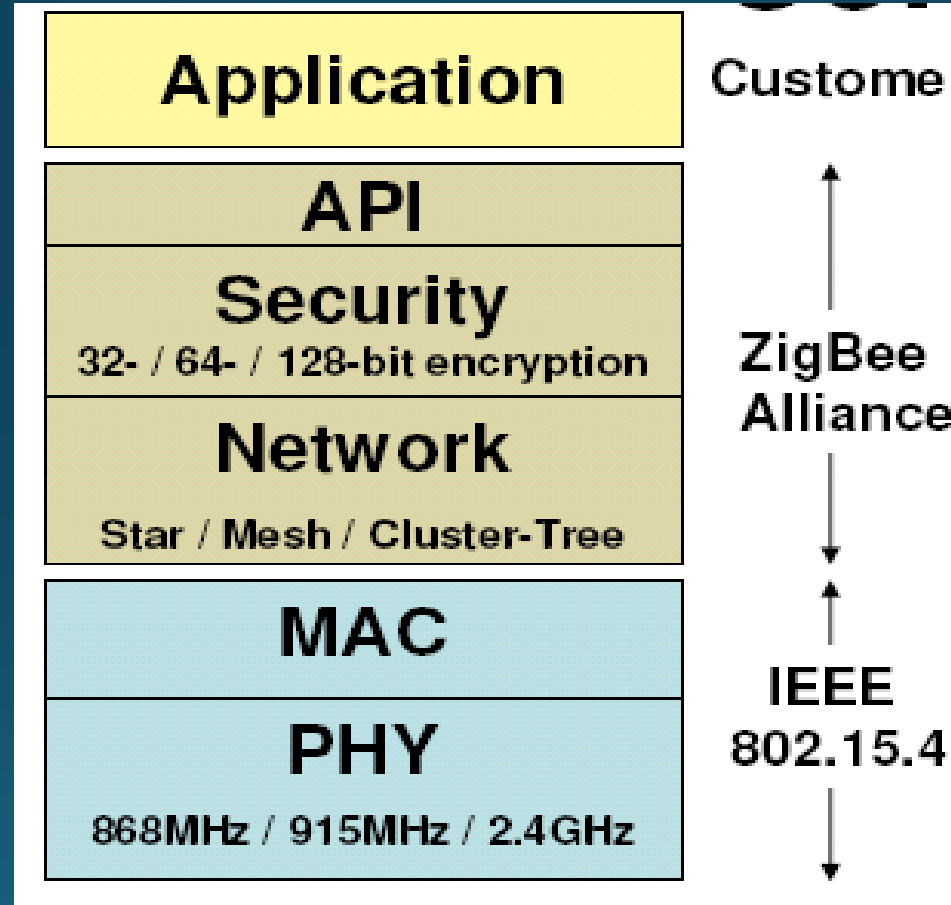 Application
Custome
API
Security
32- / 64- / 128-bit encryption
ZigBee
Alliance
Network
Star / Mesh / Cluster-Tree
MAC
IEEE
802.15.4
PHY
868MHz / 915MHz / 2.4GHz